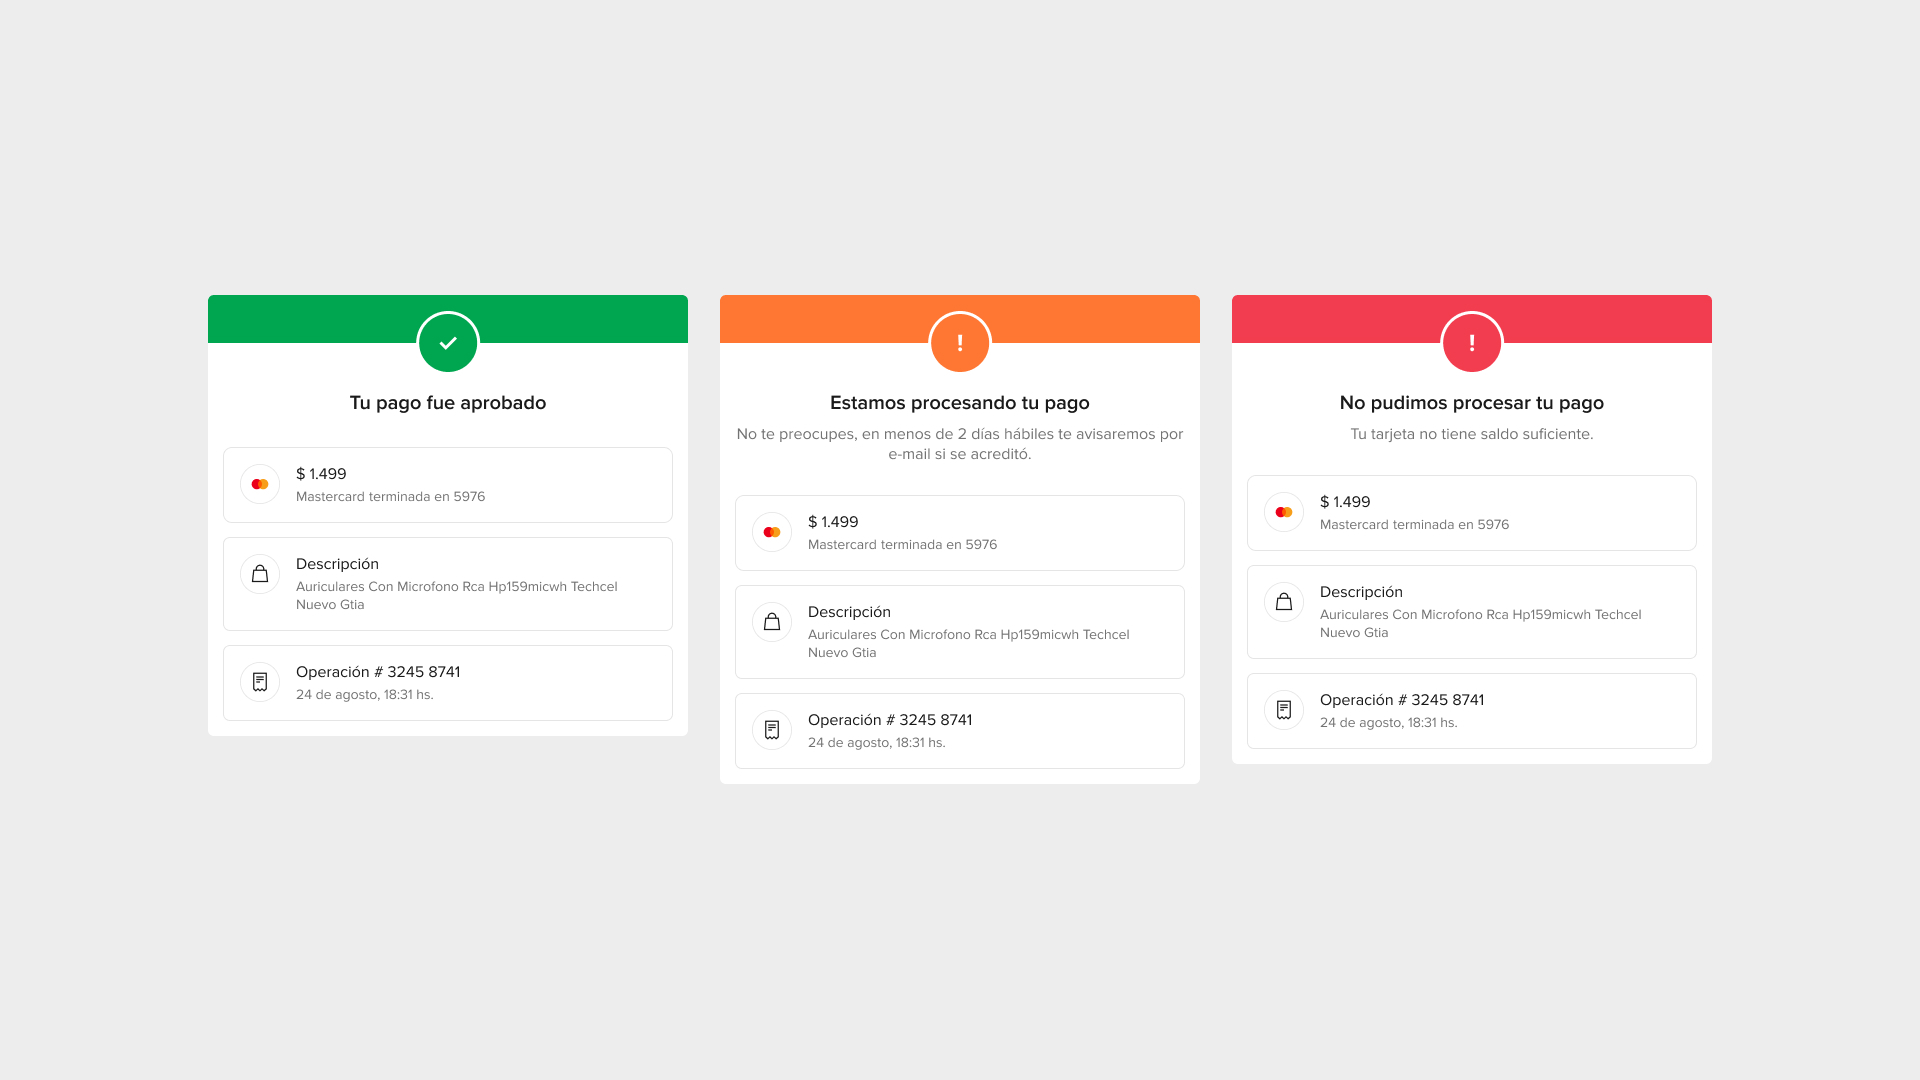 Tu pago fue aprobado
$ 1.499
Mastercard terminada en 5976
Descripción
Auriculares Con Microfono Rca Hp159micwh Techcel
Nuevo Gtia
Operación # 3245 8741
24 de agosto, 18:31 hs.
Estamos procesando tu pago
No te preocupes, en menos de 2 días hábiles te avisaremos por
e-mail si se acreditó.
$ 1.499
Mastercard terminada en 5976
Descripción
Auriculares Con Microfono Rca Hp159micwh Techcel
Nuevo Gtia
Operación # 3245 8741
24 de agosto, 18:31 hs.
No pudimos procesar tu pago
Tu tarjeta no tiene saldo suficiente.
$ 1.499
Mastercard terminada en 5976
Descripción
Auriculares Con Microfono Rca Hp159micwh Techcel
Nuevo Gtia
Operación # 3245 8741
24 de agosto, 18:31 hs.